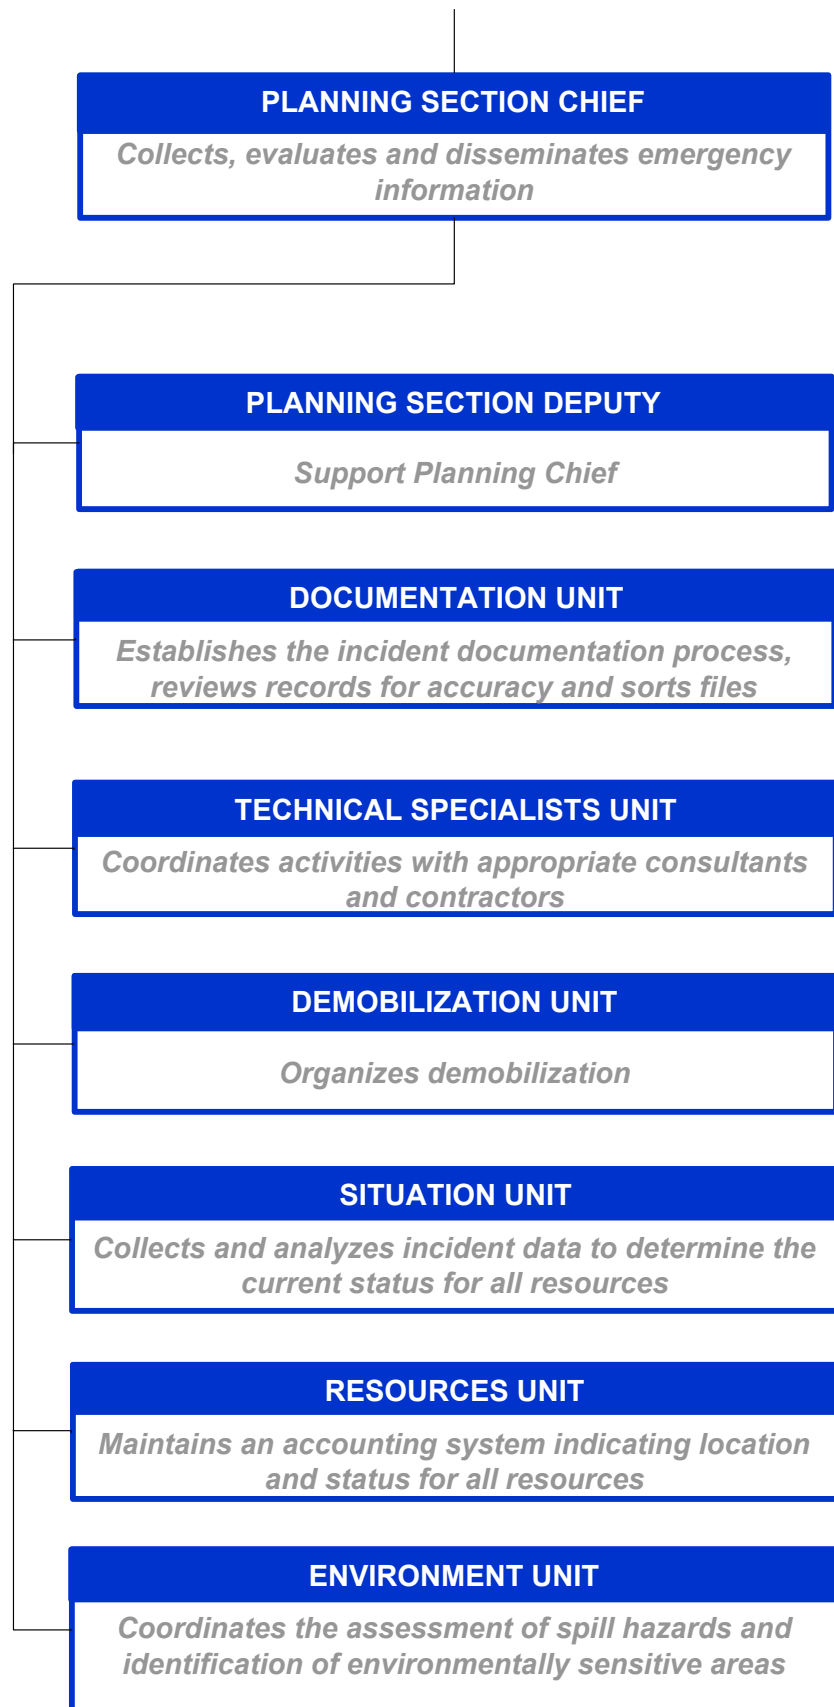 PLANNING SECTION CHIEF
Collects, evaluates and disseminates emergency
information
PLANNING SECTION DEPUTY
Support Planning Chief
DOCUMENTATION UNIT
Establishes the incident documentation process,
reviews records for accuracy and sorts files
TECHNICAL SPECIALISTS UNIT
Coordinates activities with appropriate consultants
and contractors
DEMOBILIZATION UNIT
Organizes demobilization
SITUATION UNIT
Collects and analyzes incident data to determine the
current status for all resources
RESOURCES UNIT
Maintains an accounting system indicating location
and status for all resources
ENVIRONMENT UNIT
Coordinates the assessment of spill hazards and
identification of environmentally sensitive areas